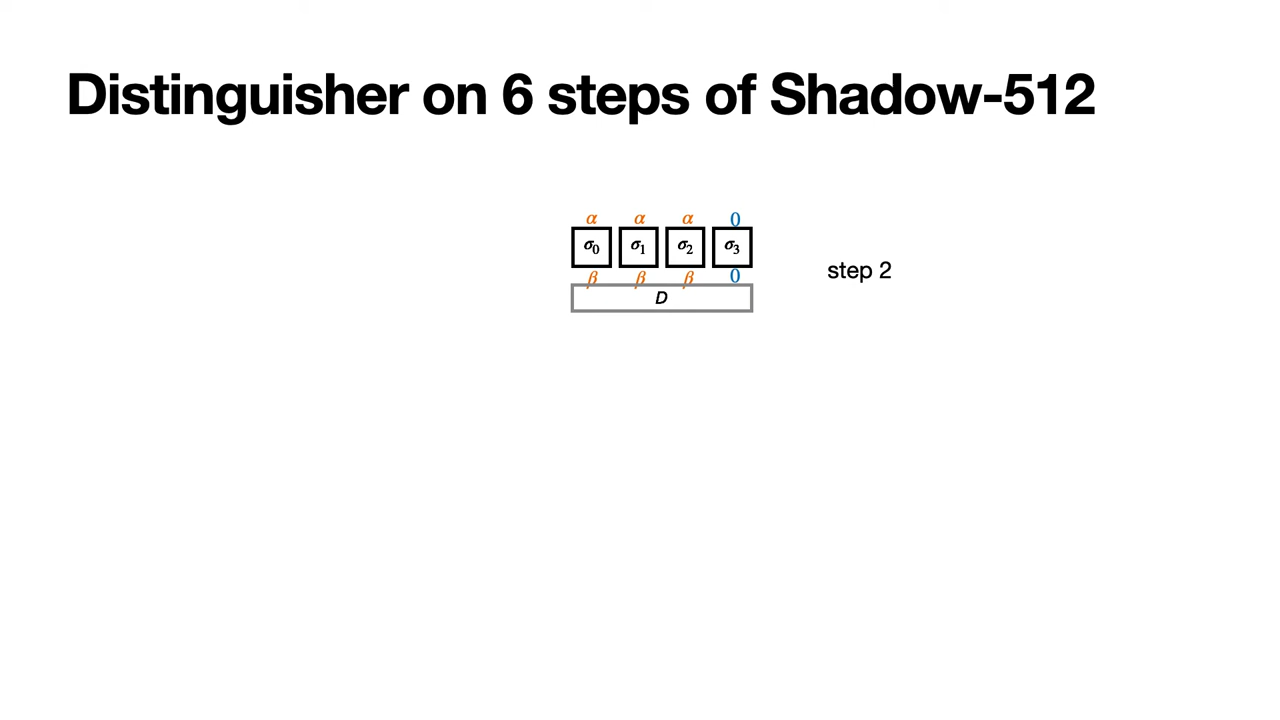 Distinguisher on 6 steps of Shadow-512
α α α 0
σ₀ σ₁ σ₂ σ₃
β β β 0
step 2
D